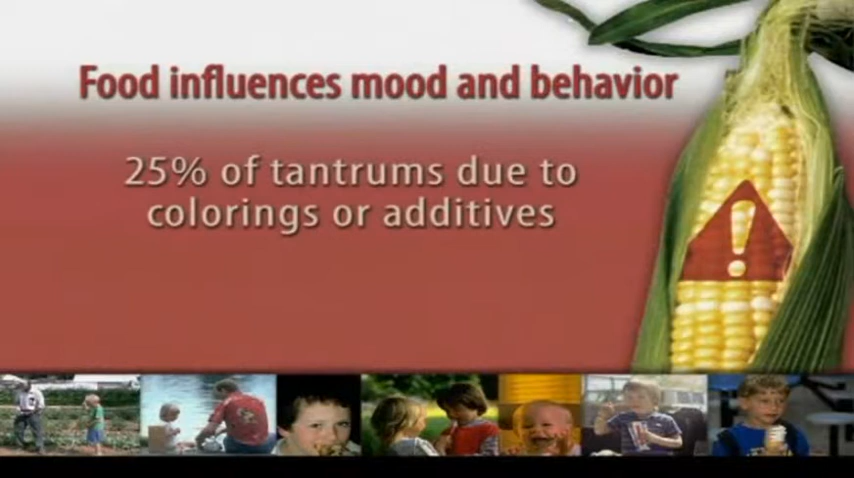 Food influences mood and behavior
25% of tantrums due to
colorings or additives